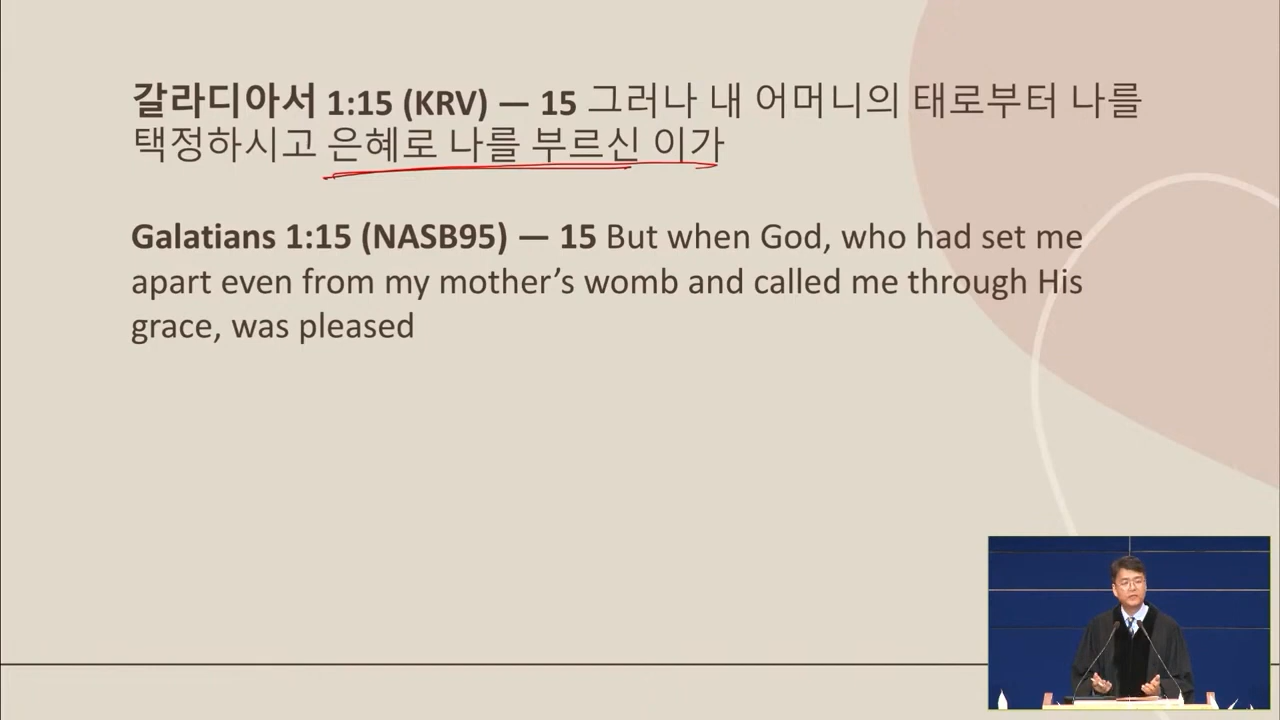 갈라디아서 1:15 (KRV) — 15 그러나 내 어머니의 태로부터 나를
택정하시고 은혜로 나를 부르신 이가
Galatians 1:15 (NASB95) — 15 But when God, who had set me
apart even from my mother’s womb and called me through His
grace, was pleased